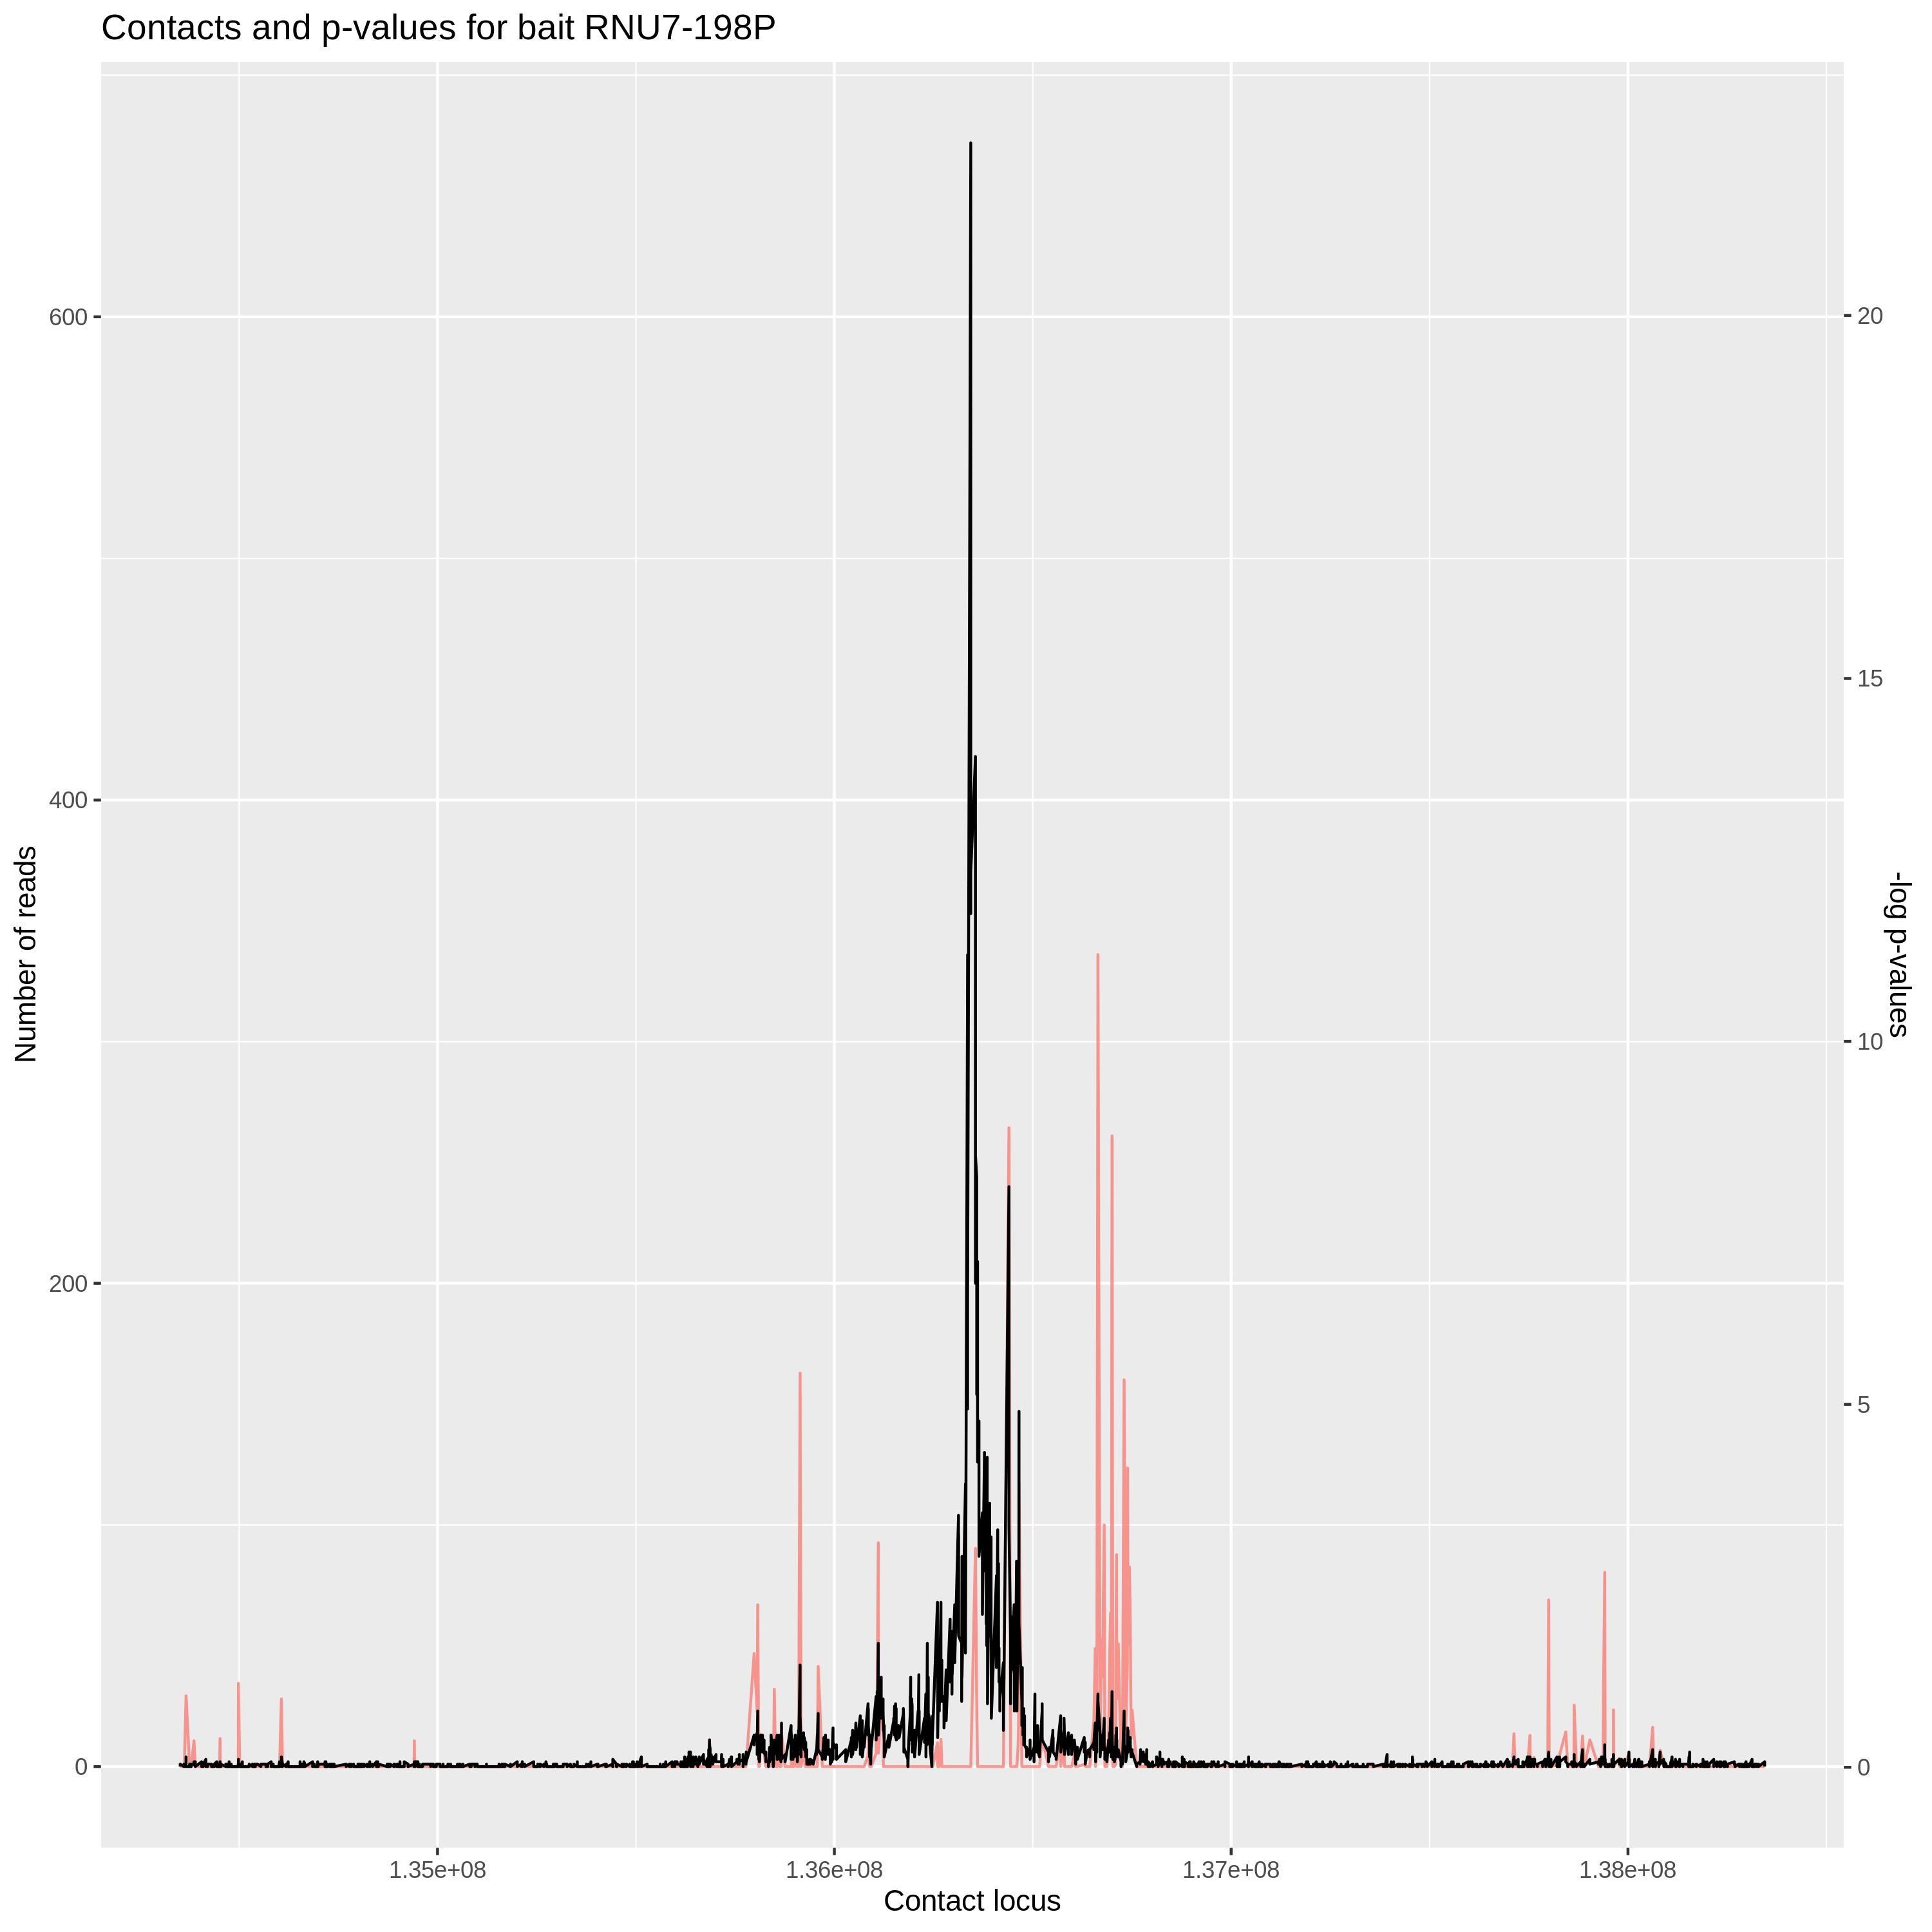 Contacts and p-values for bait RNU7-198P
Number of reads
600
400
200
0
20
15
10
5
0
-log p-values
1.35e+08
1.36e+08
1.37e+08
1.38e+08
Contact locus